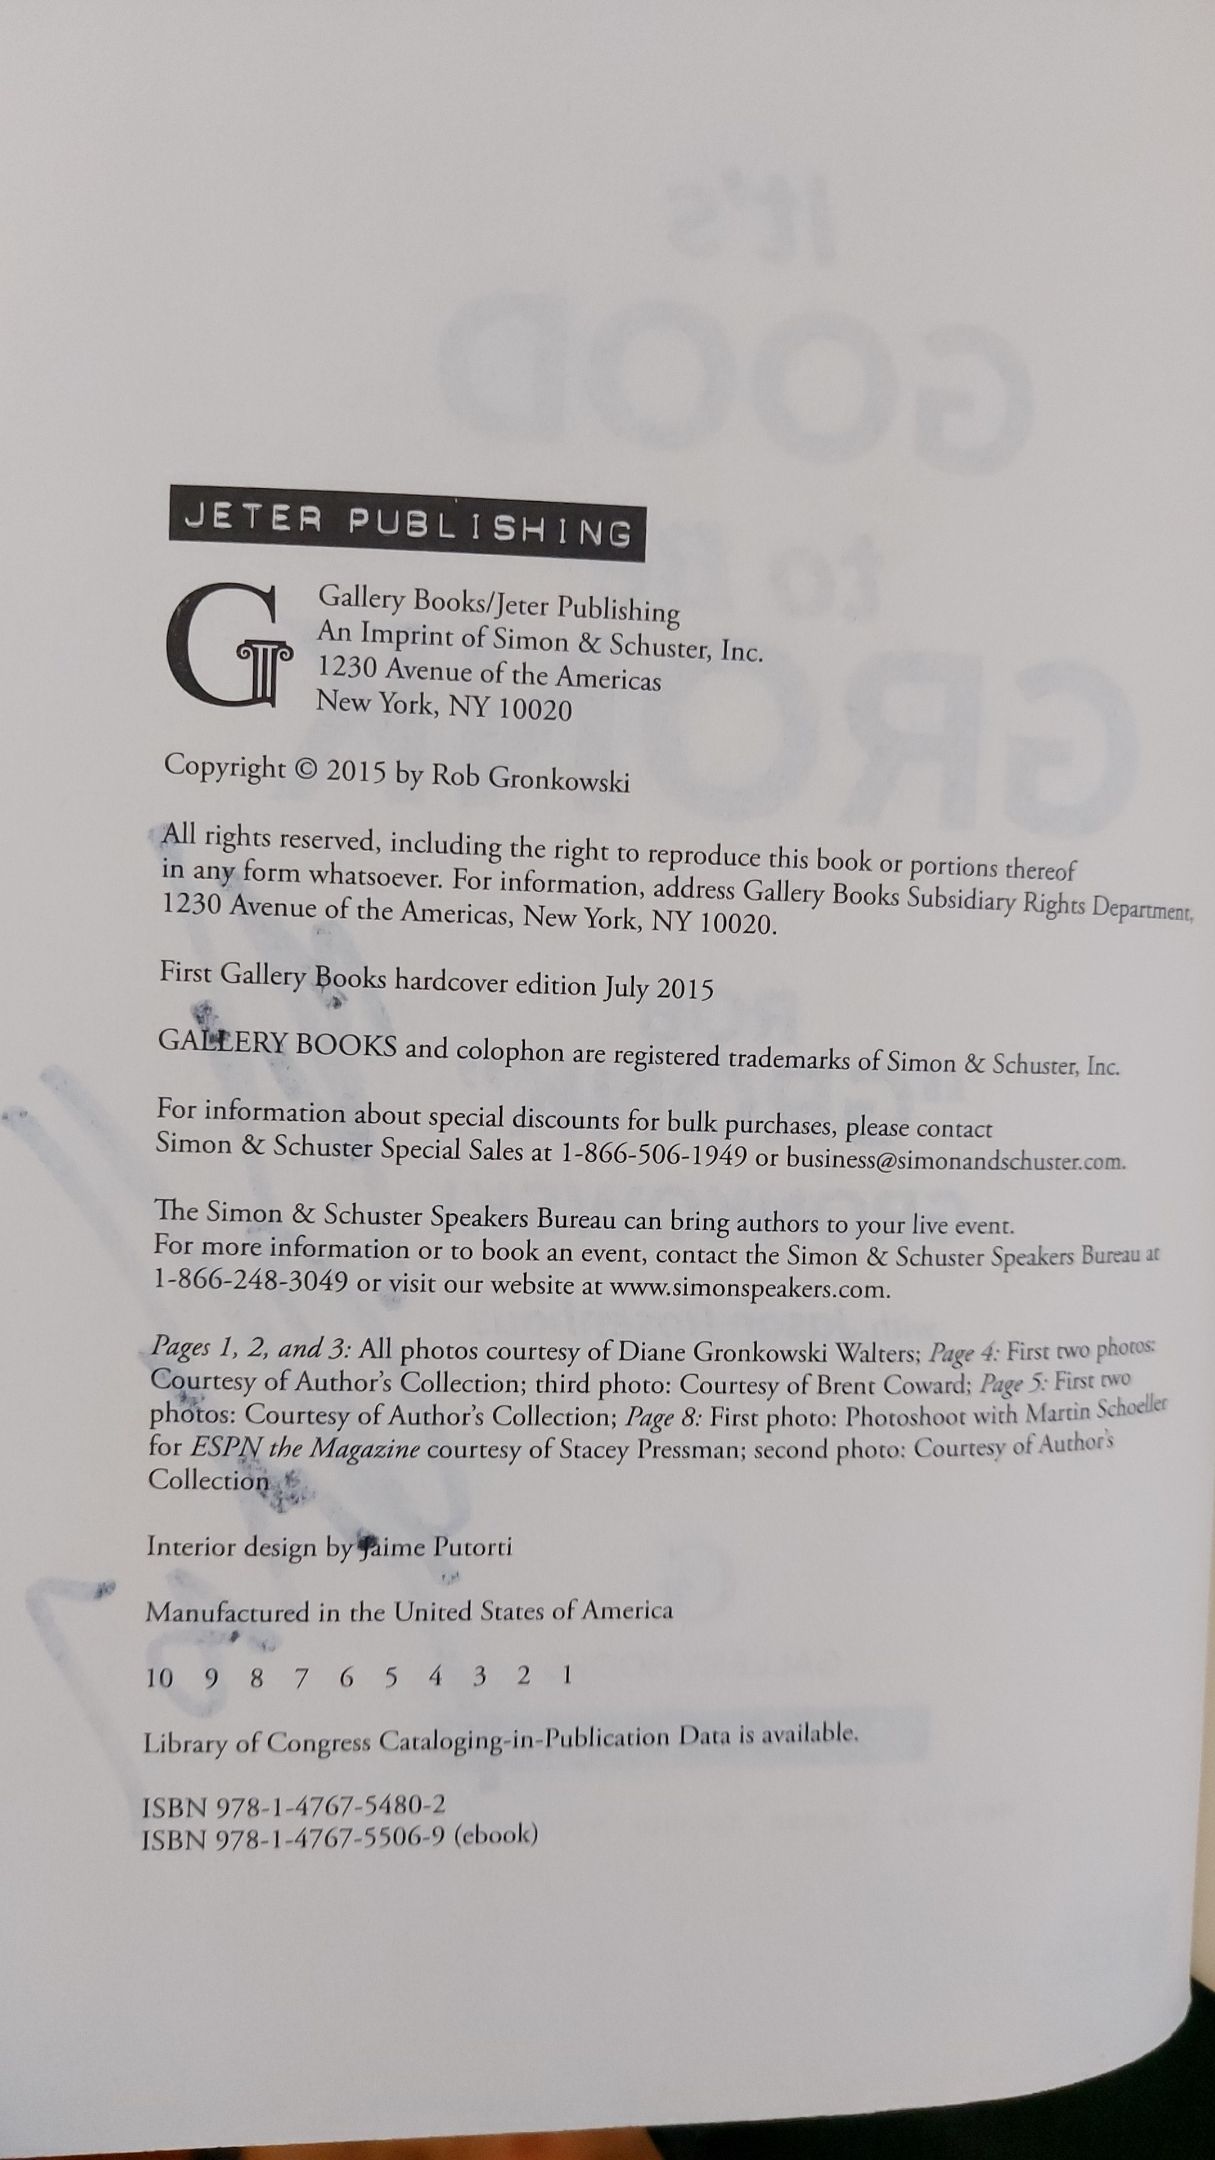 It's
GOOD
to B
GRO
JETER PUBLISHING
G
Gallery Books/Jeter Publishing
An Imprint of Simon & Schuster, Inc.
1230 Avenue of the Americas
New York, NY 10020
Copyright © 2015 by Rob Gronkowski
All rights reserved, including the right to reproduce this book or portions thereof
in any form whatsoever. For information, address Gallery Books Subsidiary Rights Department,
1230 Avenue of the Americas, New York, NY 10020.
First Gallery Books hardcover edition July 2015
GALLERY BOOKS and colophon are registered trademarks of Simon & Schuster, Inc.
For information about special discounts for bulk purchases, please contact
Simon & Schuster Special Sales at 1-866-506-1949 or business@simonandschuster.com.
The Simon & Schuster Speakers Bureau can bring authors to your live event.
For more information or to book an event, contact the Simon & Schuster Speakers Bureau at
1-866-248-3049 or visit our website at www.simonspeakers.com.
Pages 1, 2, and 3: All photos courtesy of Diane Gronkowski Walters; Page 4: First two photos:
Courtesy of Author's Collection; third photo: Courtesy of Brent Coward; Page 5: First two
photos: Courtesy of Author's Collection; Page 8: First photo: Photoshoot with Martin Schoeller
for ESPN the Magazine courtesy of Stacey Pressman; second photo: Courtesy of Author's
Collection
Interior design by Jaime Putorti
Manufactured in the United States of America
10 9 8 7 6 5 4 3 2 1
Library of Congress Cataloging-in-Publication Data is available.
ISBN 978-1-4767-5480-2
ISBN 978-1-4767-5506-9 (ebook)